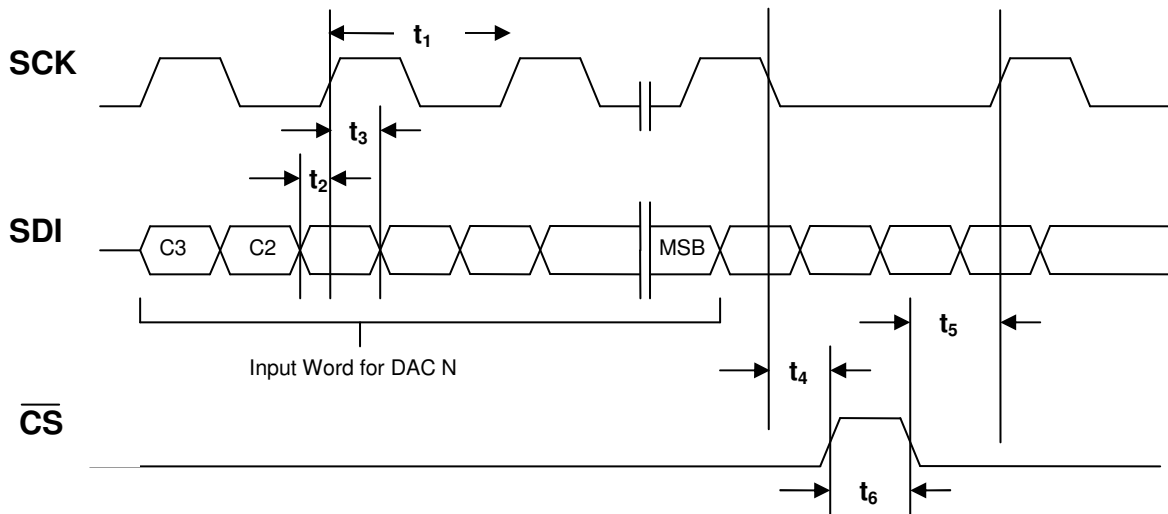 SCK
t1
t3
t2
SDI
C3
C2
MSB
t5
Input Word for DAC N
t4
CS
t6